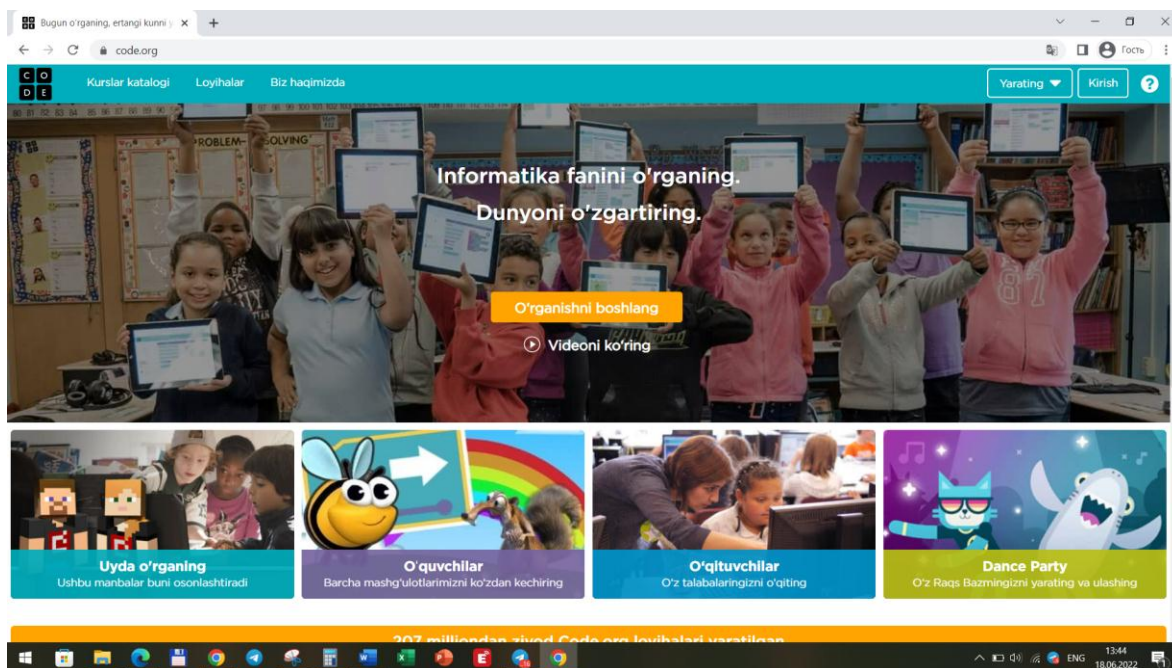 Bugun o'rganing, ertangi kunni
code.org
Гость
CODE
Kurslar katalogi
Loyihalar
Biz haqimizda
Yarating
Kirish
?
PROBLEM-SOLVING
Informatika fanini o'rganing.
Dunyoni o'zgartiring.
O'rganishni boshlang
Videoni ko'ring
Uyda o'rganing
Ushbu manbalar buni osonlashtiradi
O'quvchilar
Barcha mashg'ulotlarimizni ko'zdan kechiring
O'qituvchilar
O'z talabalaringizni o'qiting
Dance Party
O'z Raqs Bazmingizni yarating va ulashing
207 milliondan ziyod Code.org loyihalari yaratilgan
ENG
13:44
18.06.2022